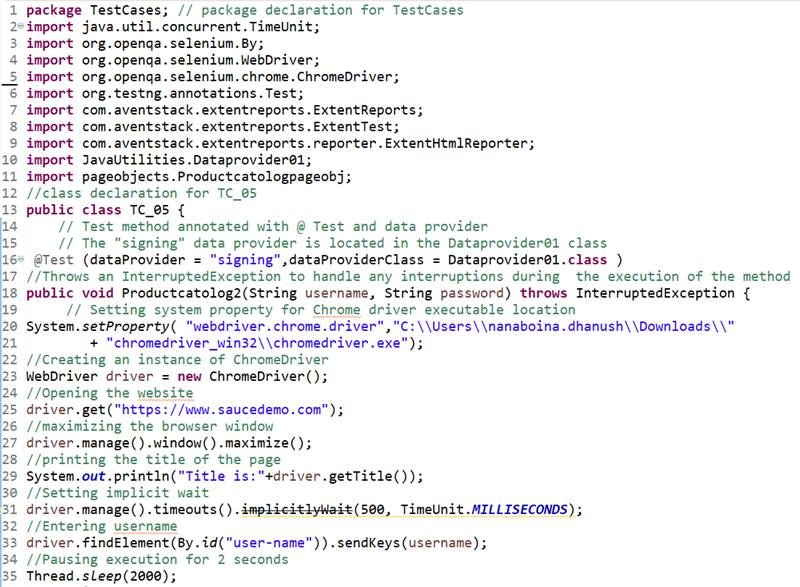 1 package TestCases; // package declaration for TestCases
2 import java.util.concurrent.TimeUnit;
3 import org.openqa.selenium.By;
4 import org.openqa.selenium.WebDriver;
5 import org.openqa.selenium.chrome.ChromeDriver;
6 import org.testng.annotations.Test;
7 import com.aventstack.extentreports.ExtentReports;
8 import com.aventstack.extentreports.ExtentTest;
9 import com.aventstack.extentreports.reporter.ExtentHtmlReporter;
10 import JavaUtilities.Dataprovider01;
11 import pageobjects.Productcatologpageobj;
12 //class declaration for TC_05
13 public class TC_05 {
14 // Test method annotated with @ Test and data provider
15 // The "signing" data provider is located in the Dataprovider01 class
16 @Test (dataProvider = "signing",dataProviderClass = Dataprovider01.class )
17 //Throws an InterruptedException to handle any interruptions during  the execution of the method
18 public void Productcatolog2(String username, String password) throws InterruptedException {
19 // Setting system property for Chrome driver executable location
20 System.setProperty( "webdriver.chrome.driver","C:\\Users\\nanaboina.dhanush\\Downloads\\"
21 + "chromedriver_win32\\chromedriver.exe");
22 //Creating an instance of ChromeDriver
23 WebDriver driver = new ChromeDriver();
24 //Opening the website
25 driver.get("https://www.saucedemo.com");
26 //maximizing the browser window
27 driver.manage().window().maximize();
28 //printing the title of the page
29 System.out.println("Title is:"+driver.getTitle());
30 //Setting implicit wait
31 driver.manage().timeouts().implicitlyWait(500, TimeUnit.MILLISECONDS);
32 //Entering username
33 driver.findElement(By.id("user-name")).sendKeys(username);
34 //Pausing execution for 2 seconds
35 Thread.sleep(2000);